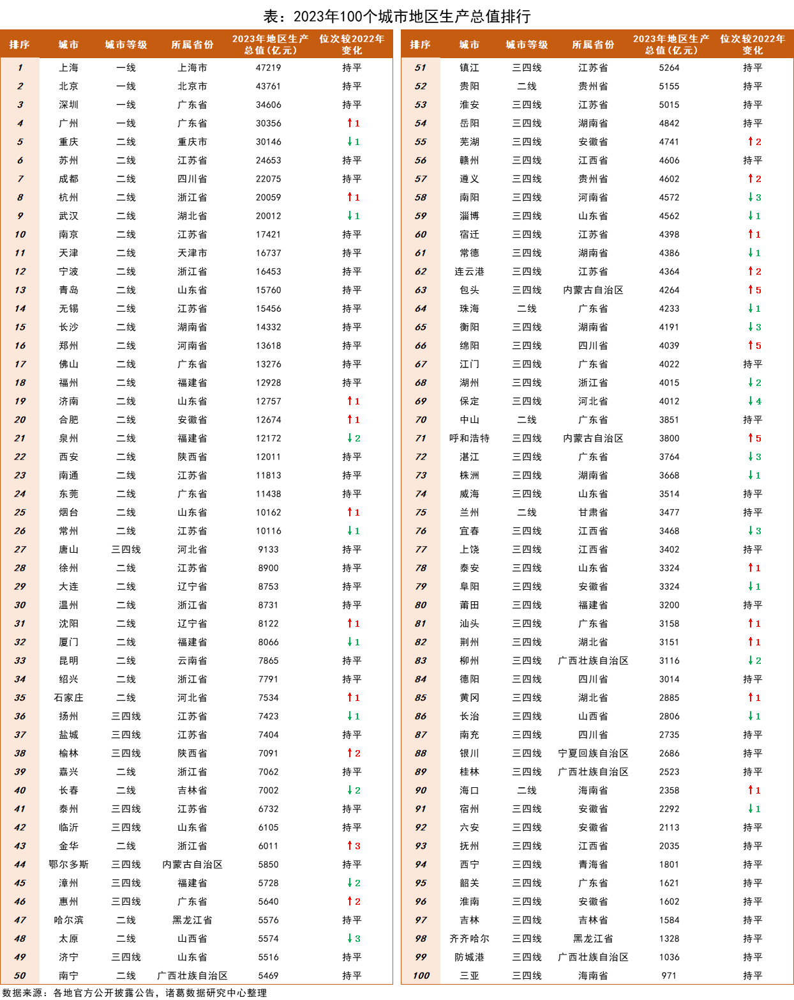 表：2023年100个城市地区生产总值排行
排序 城市 城市等级 所属省份 2023年地区生产总值(亿元) 位次较2022年变化
1 上海 一线 上海市 47219 持平
2 北京 一线 北京市 43761 持平
3 深圳 一线 广东省 34606 持平
4 广州 一线 广东省 30356 ↑1
5 重庆 二线 重庆市 30146 ↓1
6 苏州 二线 江苏省 24653 持平
7 成都 二线 四川省 22075 持平
8 杭州 二线 浙江省 20059 ↑1
9 武汉 二线 湖北省 20012 ↓1
10 南京 二线 江苏省 17421 持平
11 天津 二线 天津市 16737 持平
12 宁波 二线 浙江省 16453 持平
13 青岛 二线 山东省 15760 持平
14 无锡 二线 江苏省 15456 持平
15 长沙 二线 湖南省 14332 持平
16 郑州 二线 河南省 13618 持平
17 佛山 二线 广东省 13276 持平
18 福州 二线 福建省 12928 持平
19 济南 二线 山东省 12757 ↑1
20 合肥 二线 安徽省 12674 ↑1
21 泉州 二线 福建省 12172 ↓2
22 西安 二线 陕西省 12011 持平
23 南通 二线 江苏省 11813 持平
24 东莞 二线 广东省 11438 持平
25 烟台 二线 山东省 10162 ↑1
26 常州 二线 江苏省 10116 ↓1
27 唐山 三四线 河北省 9133 持平
28 徐州 二线 江苏省 8900 持平
29 大连 二线 辽宁省 8753 持平
30 温州 二线 浙江省 8731 持平
31 沈阳 二线 辽宁省 8122 ↑1
32 厦门 二线 福建省 8066 ↓1
33 昆明 二线 云南省 7865 持平
34 绍兴 二线 浙江省 7791 持平
35 石家庄 二线 河北省 7534 ↑1
36 扬州 三四线 江苏省 7423 ↓1
37 盐城 三四线 江苏省 7404 持平
38 榆林 三四线 陕西省 7091 ↑2
39 嘉兴 二线 浙江省 7062 持平
40 长春 二线 吉林省 7002 ↓2
41 泰州 三四线 江苏省 6732 持平
42 临沂 三四线 山东省 6105 持平
43 金华 二线 浙江省 6011 ↑3
44 鄂尔多斯 三四线 内蒙古自治区 5850 持平
45 漳州 三四线 福建省 5728 ↓2
46 惠州 三四线 广东省 5640 ↑2
47 哈尔滨 二线 黑龙江省 5576 持平
48 太原 二线 山西省 5574 ↓3
49 济宁 三四线 山东省 5516 持平
50 南宁 二线 广西壮族自治区 5469 持平
排序 城市 城市等级 所属省份 2023年地区生产总值(亿元) 位次较2022年变化
51 镇江 三四线 江苏省 5264 持平
52 贵阳 二线 贵州省 5155 持平
53 淮安 三四线 江苏省 5015 持平
54 岳阳 三四线 湖南省 4842 持平
55 芜湖 三四线 安徽省 4741 ↑2
56 赣州 三四线 江西省 4606 持平
57 遵义 三四线 贵州省 4602 ↑2
58 南阳 三四线 河南省 4572 ↓3
59 淄博 三四线 山东省 4562 ↓1
60 宿迁 三四线 江苏省 4398 ↑1
61 常德 三四线 湖南省 4386 ↓1
62 连云港 三四线 江苏省 4364 ↑2
63 包头 三四线 内蒙古自治区 4264 ↑5
64 珠海 二线 广东省 4233 ↓1
65 衡阳 三四线 湖南省 4191 ↓3
66 绵阳 三四线 四川省 4039 ↑5
67 江门 三四线 广东省 4022 持平
68 湖州 三四线 浙江省 4015 ↓2
69 保定 三四线 河北省 4012 ↓4
70 中山 二线 广东省 3851 持平
71 呼和浩特 三四线 内蒙古自治区 3800 ↑5
72 湛江 三四线 广东省 3764 ↓3
73 株洲 三四线 湖南省 3668 ↓1
74 威海 三四线 山东省 3514 持平
75 兰州 二线 甘肃省 3477 持平
76 宜春 三四线 江西省 3468 ↓3
77 上饶 三四线 江西省 3402 持平
78 泰安 三四线 山东省 3324 ↑1
79 阜阳 三四线 安徽省 3324 ↓1
80 莆田 三四线 福建省 3200 持平
81 汕头 三四线 广东省 3158 ↑1
82 荆州 三四线 湖北省 3151 ↑1
83 柳州 三四线 广西壮族自治区 3116 ↓2
84 德阳 三四线 四川省 3014 持平
85 黄冈 三四线 湖北省 2885 ↑1
86 长治 三四线 山西省 2806 ↓1
87 南充 三四线 四川省 2735 持平
88 银川 三四线 宁夏回族自治区 2686 持平
89 桂林 三四线 广西壮族自治区 2523 持平
90 海口 二线 海南省 2358 ↑1
91 宿州 三四线 安徽省 2292 ↓1
92 六安 三四线 安徽省 2113 持平
93 抚州 三四线 江西省 2035 持平
94 西宁 三四线 青海省 1801 持平
95 韶关 三四线 广东省 1621 持平
96 淮南 三四线 安徽省 1602 持平
97 吉林 三四线 吉林省 1584 持平
98 齐齐哈尔 三四线 黑龙江省 1328 持平
99 防城港 三四线 广西壮族自治区 1036 持平
100 三亚 三四线 海南省 971 持平
数据来源：各地官方公开披露公告，诸葛数据研究中心整理